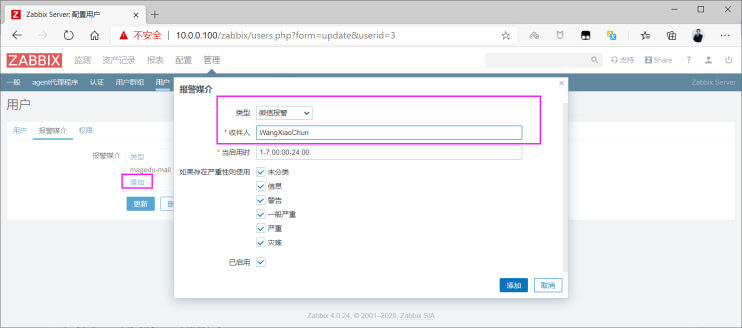 Zabbix Server: 配置用户
不安全 | 10.0.0.100/zabbix/users.php?form=update&userid=3
ZABBIX 监测 资产记录 报表 配置 管理 支持 Share
一般 agent代理程序 认证 用户群组 用户 Zabbix Server
用户
用户 报警媒介 权限
报警媒介 类型
magedu-mail
添加
更新
报警媒介
类型 微信报警
* 收件人 WangXiaoChun
* 当启用时 1-7,00:00-24:00
如果存在严重性则使用 未分类
信息
警告
一般严重
严重
灾难
已启用
添加 取消
Zabbix 4.0.24. © 2001–2020, Zabbix SIA